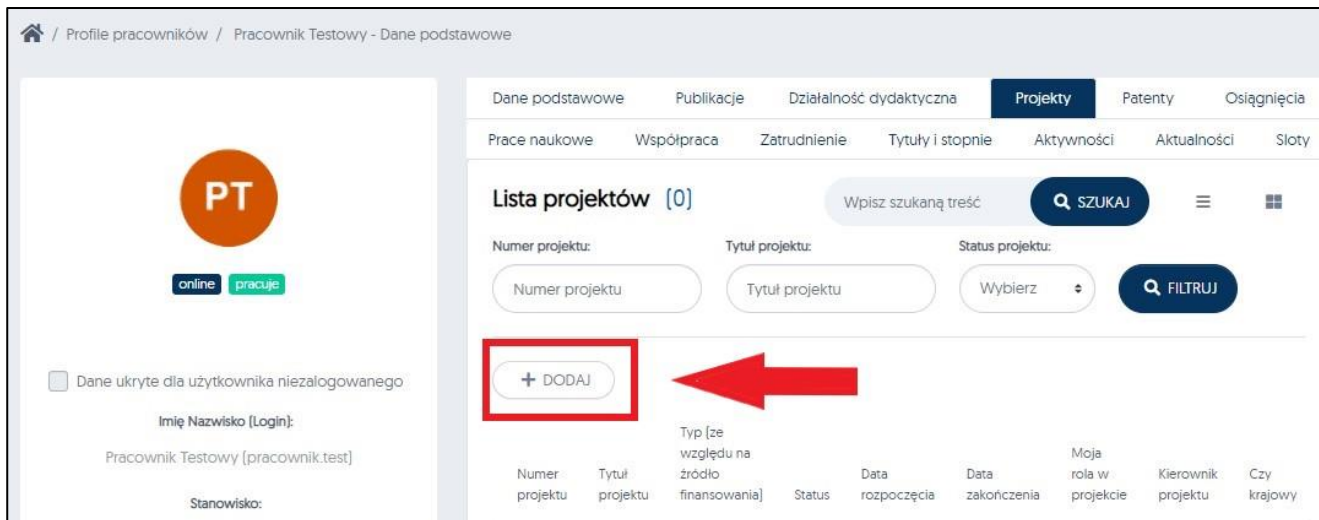 / Profile pracowników / Pracownik Testowy - Dane podstawowe
PT
online pracuje
Dane ukryte dla użytkownika niezalogowanego
Imię Nazwisko (Login):
Pracownik Testowy (pracownik.test)
Stanowisko:
Dane podstawowe Publikacje Działalność dydaktyczna Projekty Patenty Osiągnięcia
Prace naukowe Współpraca Zatrudnienie Tytuły i stopnie Aktywności Aktualności Sloty
Lista projektów (0) Wpisz szukaną treść SZUKAJ
Numer projektu: Tytuł projektu: Status projektu:
Numer projektu Tytuł projektu Wybierz FILTRUJ
+ DODAJ
Numer projektu
Tytuł projektu
Typ (ze względu na źródło finansowania)
Status
Data rozpoczęcia
Data zakończenia
Moja rola w projekcie
Kierownik projektu
Czy krajowy